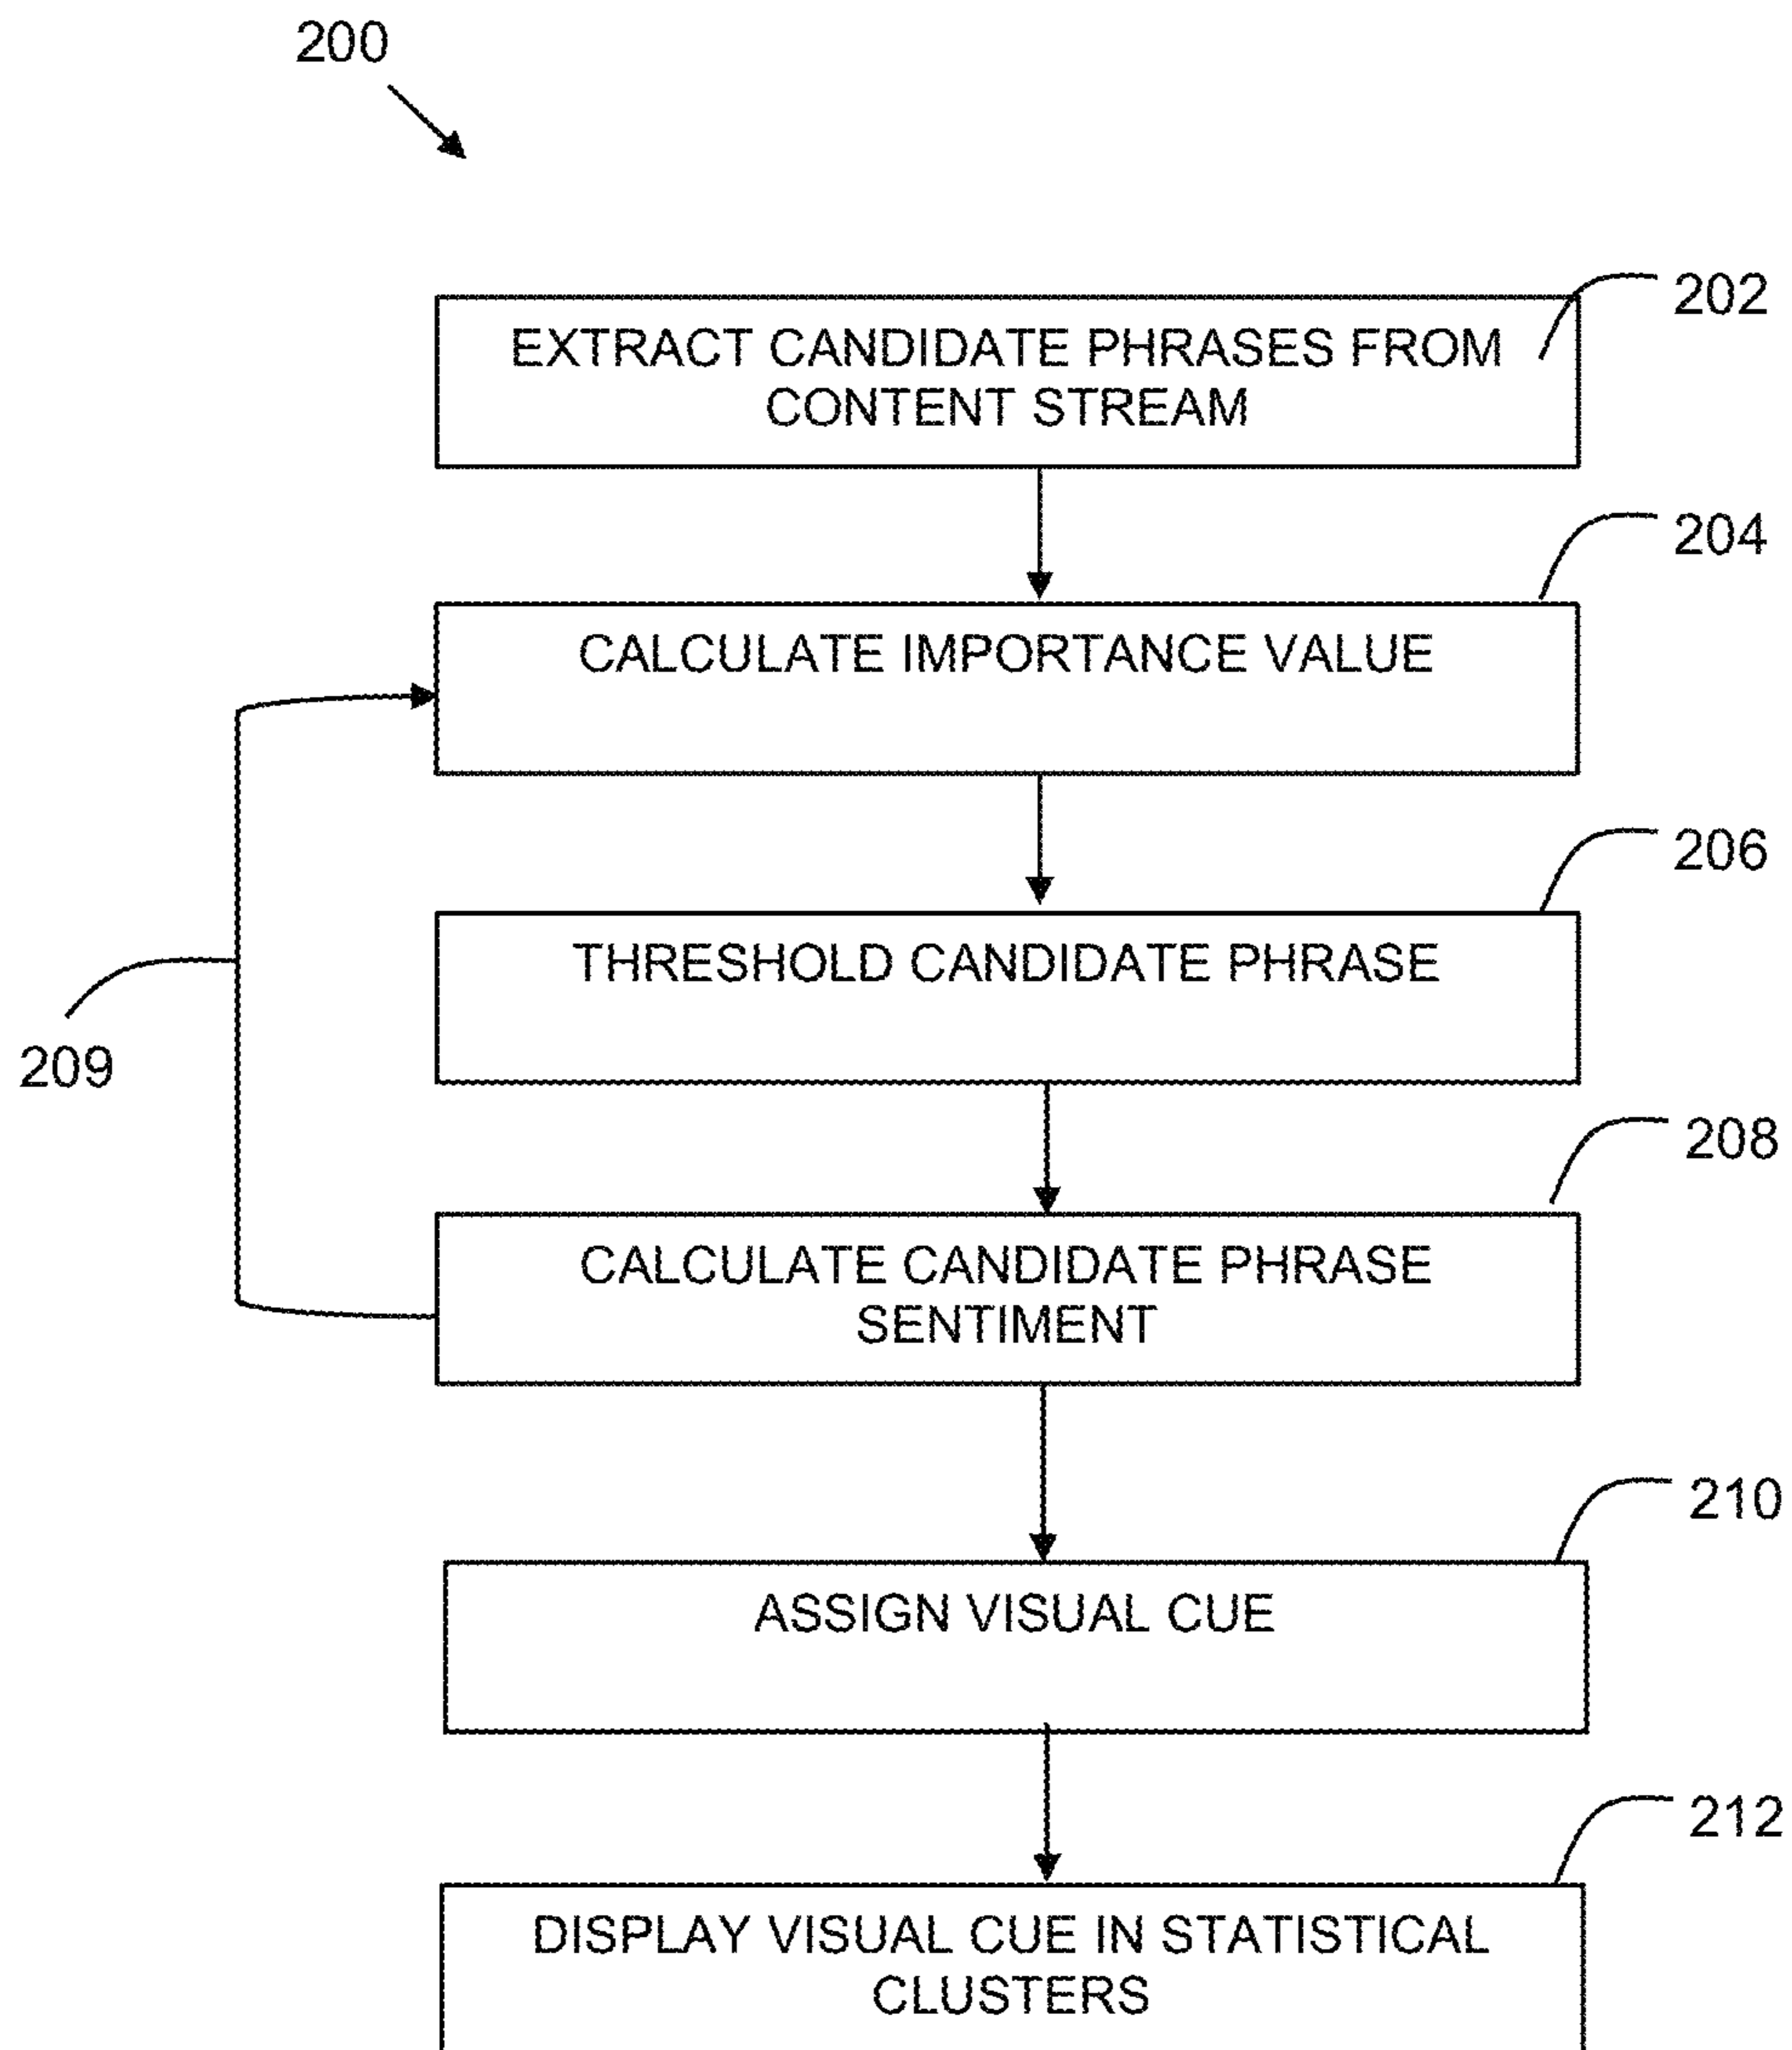 200
202
EXTRACT CANDIDATE PHRASES FROM
CONTENT STREAM
204
CALCULATE IMPORTANCE VALUE
206
THRESHOLD CANDIDATE PHRASE
209
208
CALCULATE CANDIDATE PHRASE
SENTIMENT
210
ASSIGN VISUAL CUE
212
DISPLAY VISUAL CUE IN STATISTICAL
CLUSTERS